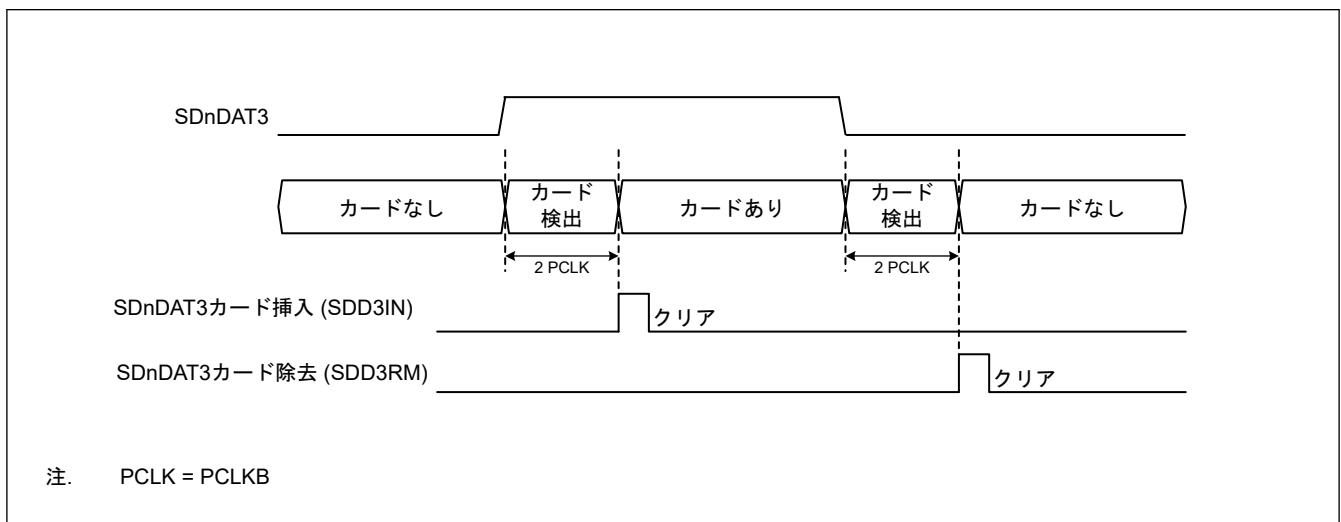 SDnDAT3
カードなし
カード
検出
カードあり
カード
検出
カードなし
2 PCLK
2 PCLK
SDnDAT3カード挿入 (SDD3IN)
クリア
SDnDAT3カード除去 (SDD3RM)
クリア
注. PCLK = PCLKB